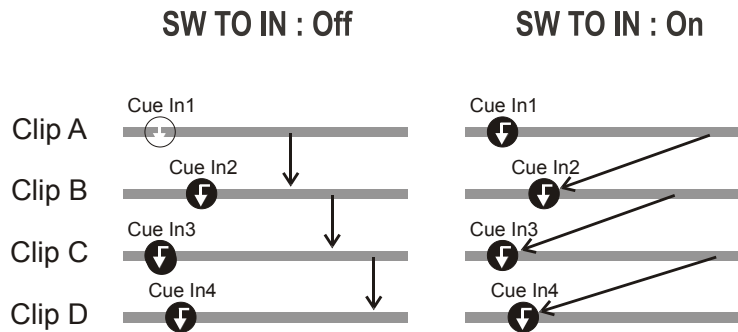 SW TO IN : Off
SW TO IN : On
Cue In1
Cue In1
Clip A
Cue In2
Cue In2
Clip B
Cue In3
Cue In3
Clip C
Cue In4
Cue In4
Clip D